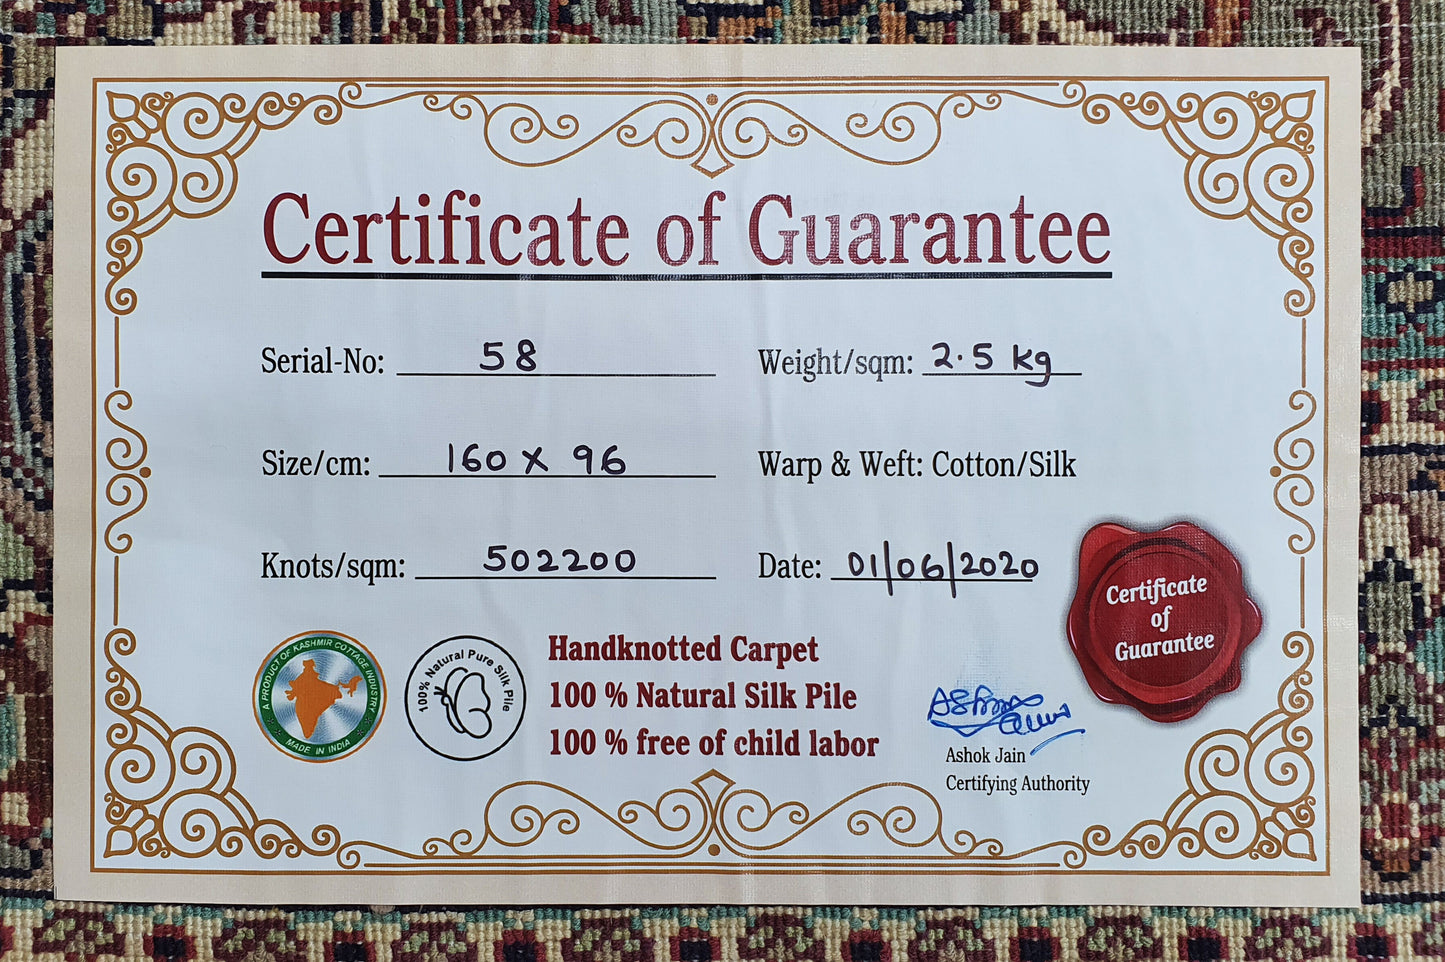 Certificate of Guarantee
Serial-No: 58
Weight/sqm: 2.5 kg
Size/cm: 160 x 96
Warp & Weft: Cotton/Silk
Knots/sqm: 502200
Date: 01/06/2020
Certificate
of
Guarantee
A PRODUCT OF KASHMIR COTTAGE INDUSTRY
MADE IN INDIA
100% Natural Pure Silk Pile
Handknotted Carpet
100 % Natural Silk Pile
100 % free of child labor
Ashok Jain
Certifying Authority